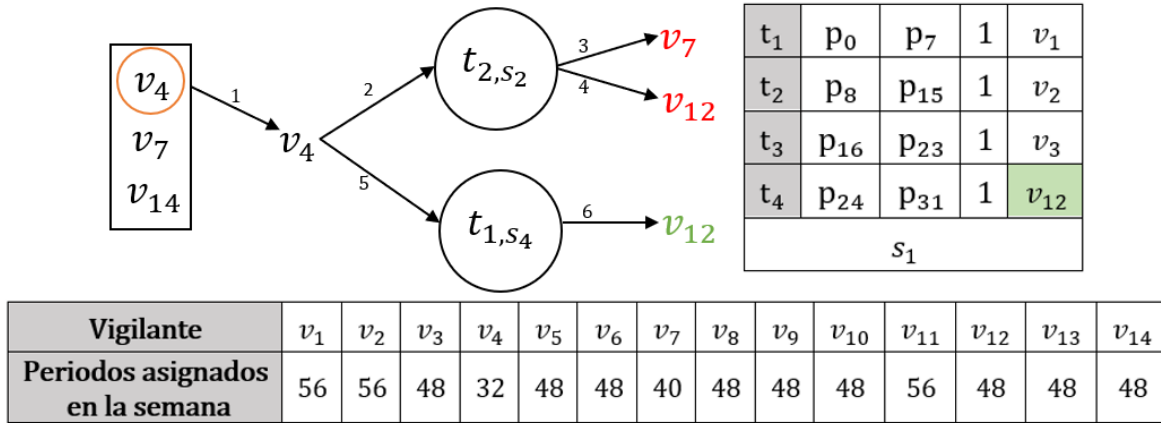 v₄
v₇
v₁₄
1
v₄
2
5
t₂,ₛ₂
t₁,ₛ₄
3
4
6
v₇
v₁₂
v₁₂
t₁ p₀ p₇ 1 v₁
t₂ p₈ p₁₅ 1 v₂
t₃ p₁₆ p₂₃ 1 v₃
t₄ p₂₄ p₃₁ 1 v₁₂
s₁
Vigilante v₁ v₂ v₃ v₄ v₅ v₆ v₇ v₈ v₉ v₁₀ v₁₁ v₁₂ v₁₃ v₁₄
Periodos asignados
en la semana 56 56 48 32 48 48 40 48 48 48 56 48 48 48